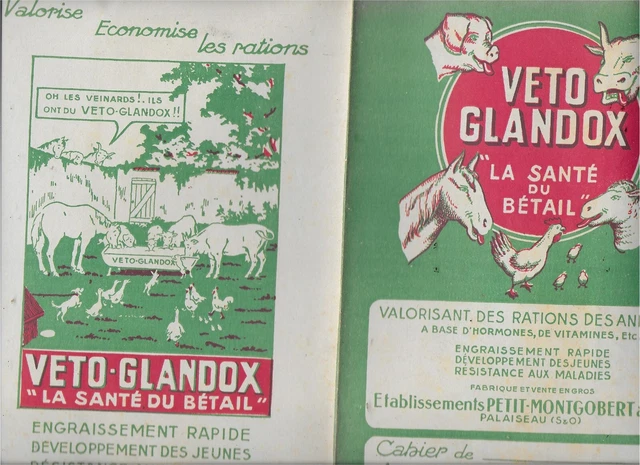 Valorise
Economise
les rations
OH LES VEINARDS!. ILS
ONT DU VETO-GLANDOX!!
VETO-GLANDOX
VETO·GLANDOX
"LA SANTÉ DU BÉTAIL"
ENGRAISSEMENT RAPIDE
DÉVELOPPEMENT DES JEUNES
VETO
GLANDOX
"LA SANTÉ
DU
BÉTAIL"
VALORISANT. DES RATIONS DES
A BASE D'HORMONES, DE VITAMINES, Etc
ENGRAISSEMENT RAPIDE
DÉVELOPPEMENT DES JEUNES
RÉSISTANCE AUX MALADIES
FABRIQUE ET VENTE EN GROS
Etablissements PETIT-MONTGOBERT
PALAISEAU (S&O)
Cahier de